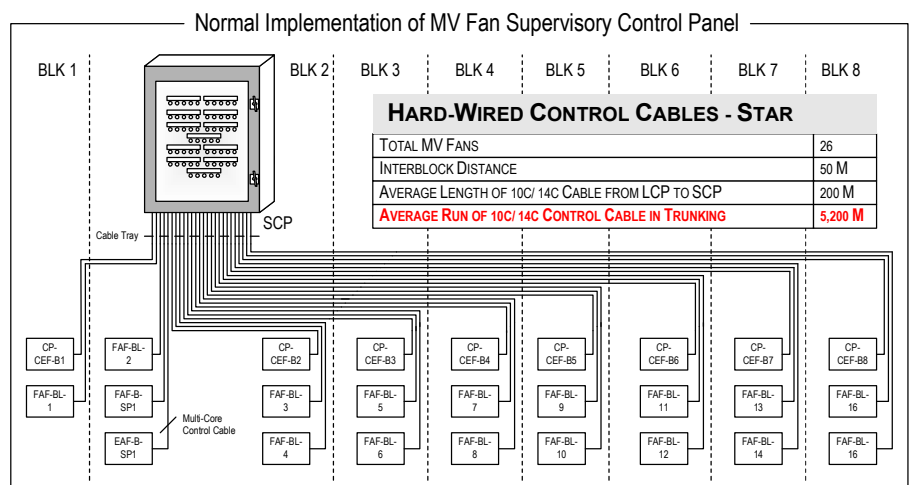 Normal Implementation of MV Fan Supervisory Control Panel
BLK 1
BLK 2
BLK 3
BLK 4
BLK 5
BLK 6
BLK 7
BLK 8
HARD-WIRED CONTROL CABLES - STAR
TOTAL MV FANS 26
INTERBLOCK DISTANCE 50 M
AVERAGE LENGTH OF 10C/ 14C CABLE FROM LCP TO SCP 200 M
AVERAGE RUN OF 10C/ 14C CONTROL CABLE IN TRUNKING 5,200 M
SCP
Cable Tray
CP-
CEF-B1
FAF-BL-
2
CP-
CEF-B2
CP-
CEF-B3
CP-
CEF-B4
CP-
CEF-B5
CP-
CEF-B6
CP-
CEF-B7
CP-
CEF-B8
FAF-BL-
1
FAF-B-
SP1
FAF-BL-
3
FAF-BL-
5
FAF-BL-
7
FAF-BL-
9
FAF-BL-
11
FAF-BL-
13
FAF-BL-
16
Multi-Core
Control Cable
EAF-B-
SP1
FAF-BL-
4
FAF-BL-
6
FAF-BL-
8
FAF-BL-
10
FAF-BL-
12
FAF-BL-
14
FAF-BL-
16